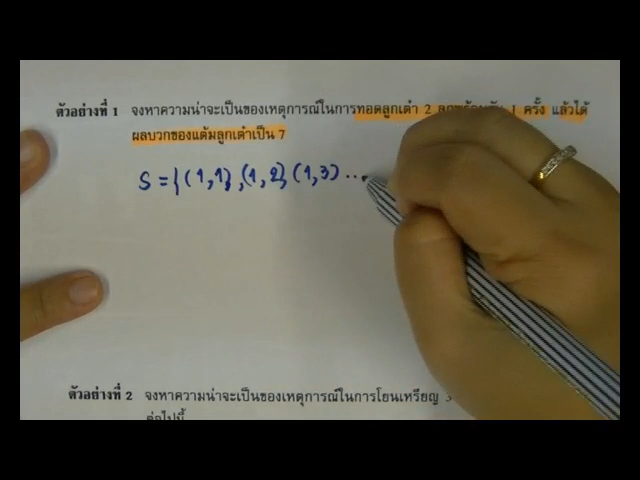 ตัวอย่างที่ 1 จงหาความน่าจะเป็นของเหตุการณ์ในการทอดลูกเต๋า 2 ครั้ง แล้วได้
ผลบวกของแต้มลูกเต๋าเป็น 7
S = {(1,1), (1,2), (1,3) ...
ตัวอย่างที่ 2 จงหาความน่าจะเป็นของเหตุการณ์ในการโยนเหรียญ 3
ต่อไปนี้